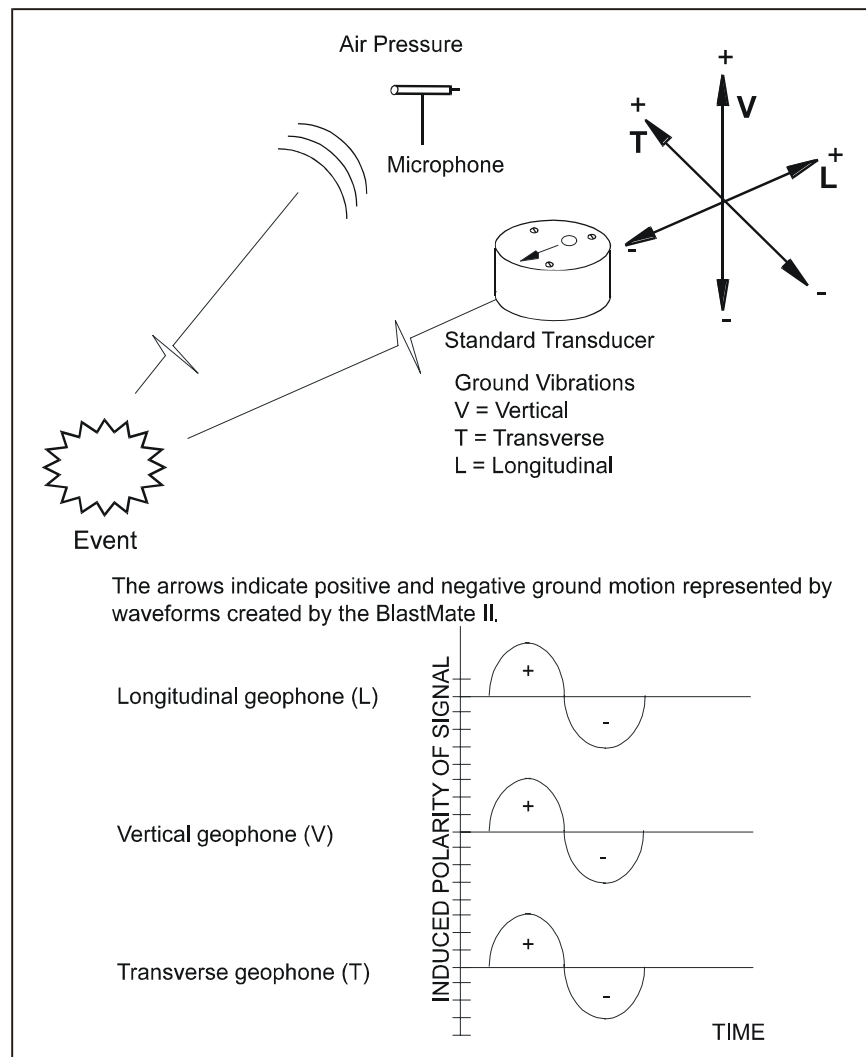 Air Pressure
Microphone
+
V
+
T
+
L
-
-
-
Standard Transducer
Ground Vibrations
V = Vertical
T = Transverse
L = Longitudinal
Event
The arrows indicate positive and negative ground motion represented by
waveforms created by the BlastMate II.
INDUCED POLARITY OF SIGNAL
Longitudinal geophone (L)
+
-
Vertical geophone (V)
+
-
Transverse geophone (T)
+
-
TIME